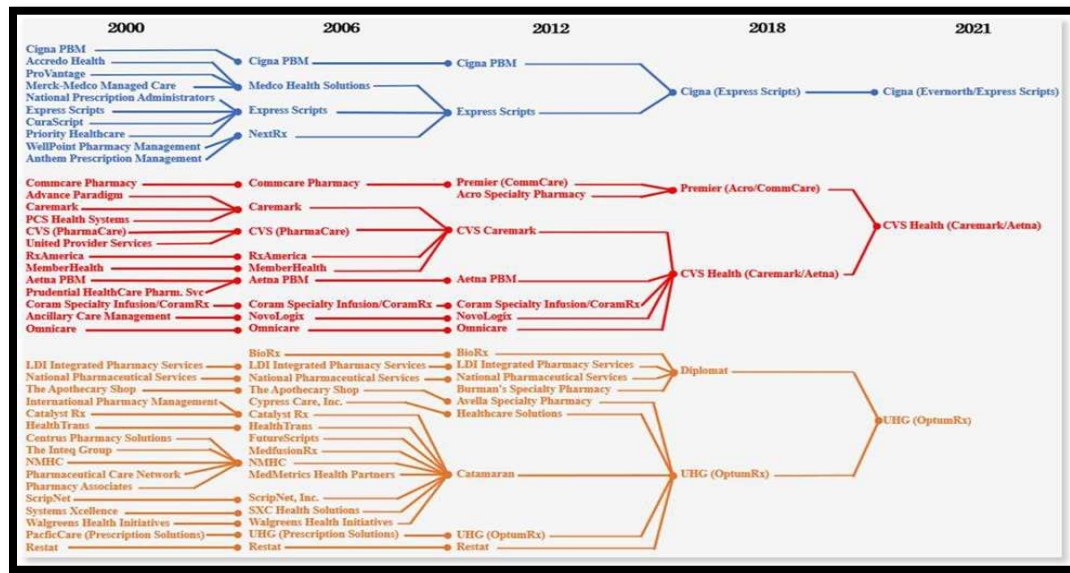 2000 2006 2012 2018 2021
Cigna PBM
Accredo Health
ProVantage
Merck-Medco Managed Care
National Prescription Administrators
Express Scripts
CuraScript
Priority Healthcare
WellPoint Pharmacy Management
Anthem Prescription Management
Cigna PBM
Medco Health Solutions
Express Scripts
NextRx
Cigna PBM
Express Scripts
Cigna (Express Scripts)
Cigna (Evernorth/Express Scripts)
Commcare Pharmacy
Advance Paradigm
Caremark
PCS Health Systems
CVS (PharmaCare)
United Provider Services
RxAmerica
MemberHealth
Aetna PBM
Prudential HealthCare Pharm. Svc
Coram Specialty Infusion/CoramRx
Ancillary Care Management
Omnicare
Commcare Pharmacy
Caremark
CVS (PharmaCare)
RxAmerica
MemberHealth
Aetna PBM
Coram Specialty Infusion/CoramRx
NovoLogix
Omnicare
Premier (CommCare)
Acro Specialty Pharmacy
CVS Caremark
Aetna PBM
Coram Specialty Infusion/CoramRx
NovoLogix
Omnicare
Premier (Acro/CommCare)
CVS Health (Caremark/Aetna)
CVS Health (Caremark/Aetna)
LDI Integrated Pharmacy Services
National Pharmaceutical Services
The Apothecary Shop
International Pharmacy Management
Catalyst Rx
HealthTrans
Centrus Pharmacy Solutions
The Inteq Group
NMHC
Pharmaceutical Care Network
Pharmacy Associates
ScripNet
Systems Xcellence
Walgreens Health Initiatives
PacficCare (Prescription Solutions)
Restat
BioRx
LDI Integrated Pharmacy Services
National Pharmaceutical Services
The Apothecary Shop
Cypress Care, Inc.
Catalyst Rx
HealthTrans
FutureScripts
MedfusionRx
NMHC
MedMetrics Health Partners
ScripNet, Inc.
SXC Health Solutions
Walgreens Health Initiatives
UHG (Prescription Solutions)
Restat
BioRx
LDI Integrated Pharmacy Services
National Pharmaceutical Services
Burman's Specialty Pharmacy
Avella Specialty Pharmacy
Healthcare Solutions
Catamaran
UHG (OptumRx)
Restat
Diplomat
UHG (OptumRx)
UHG (OptumRx)